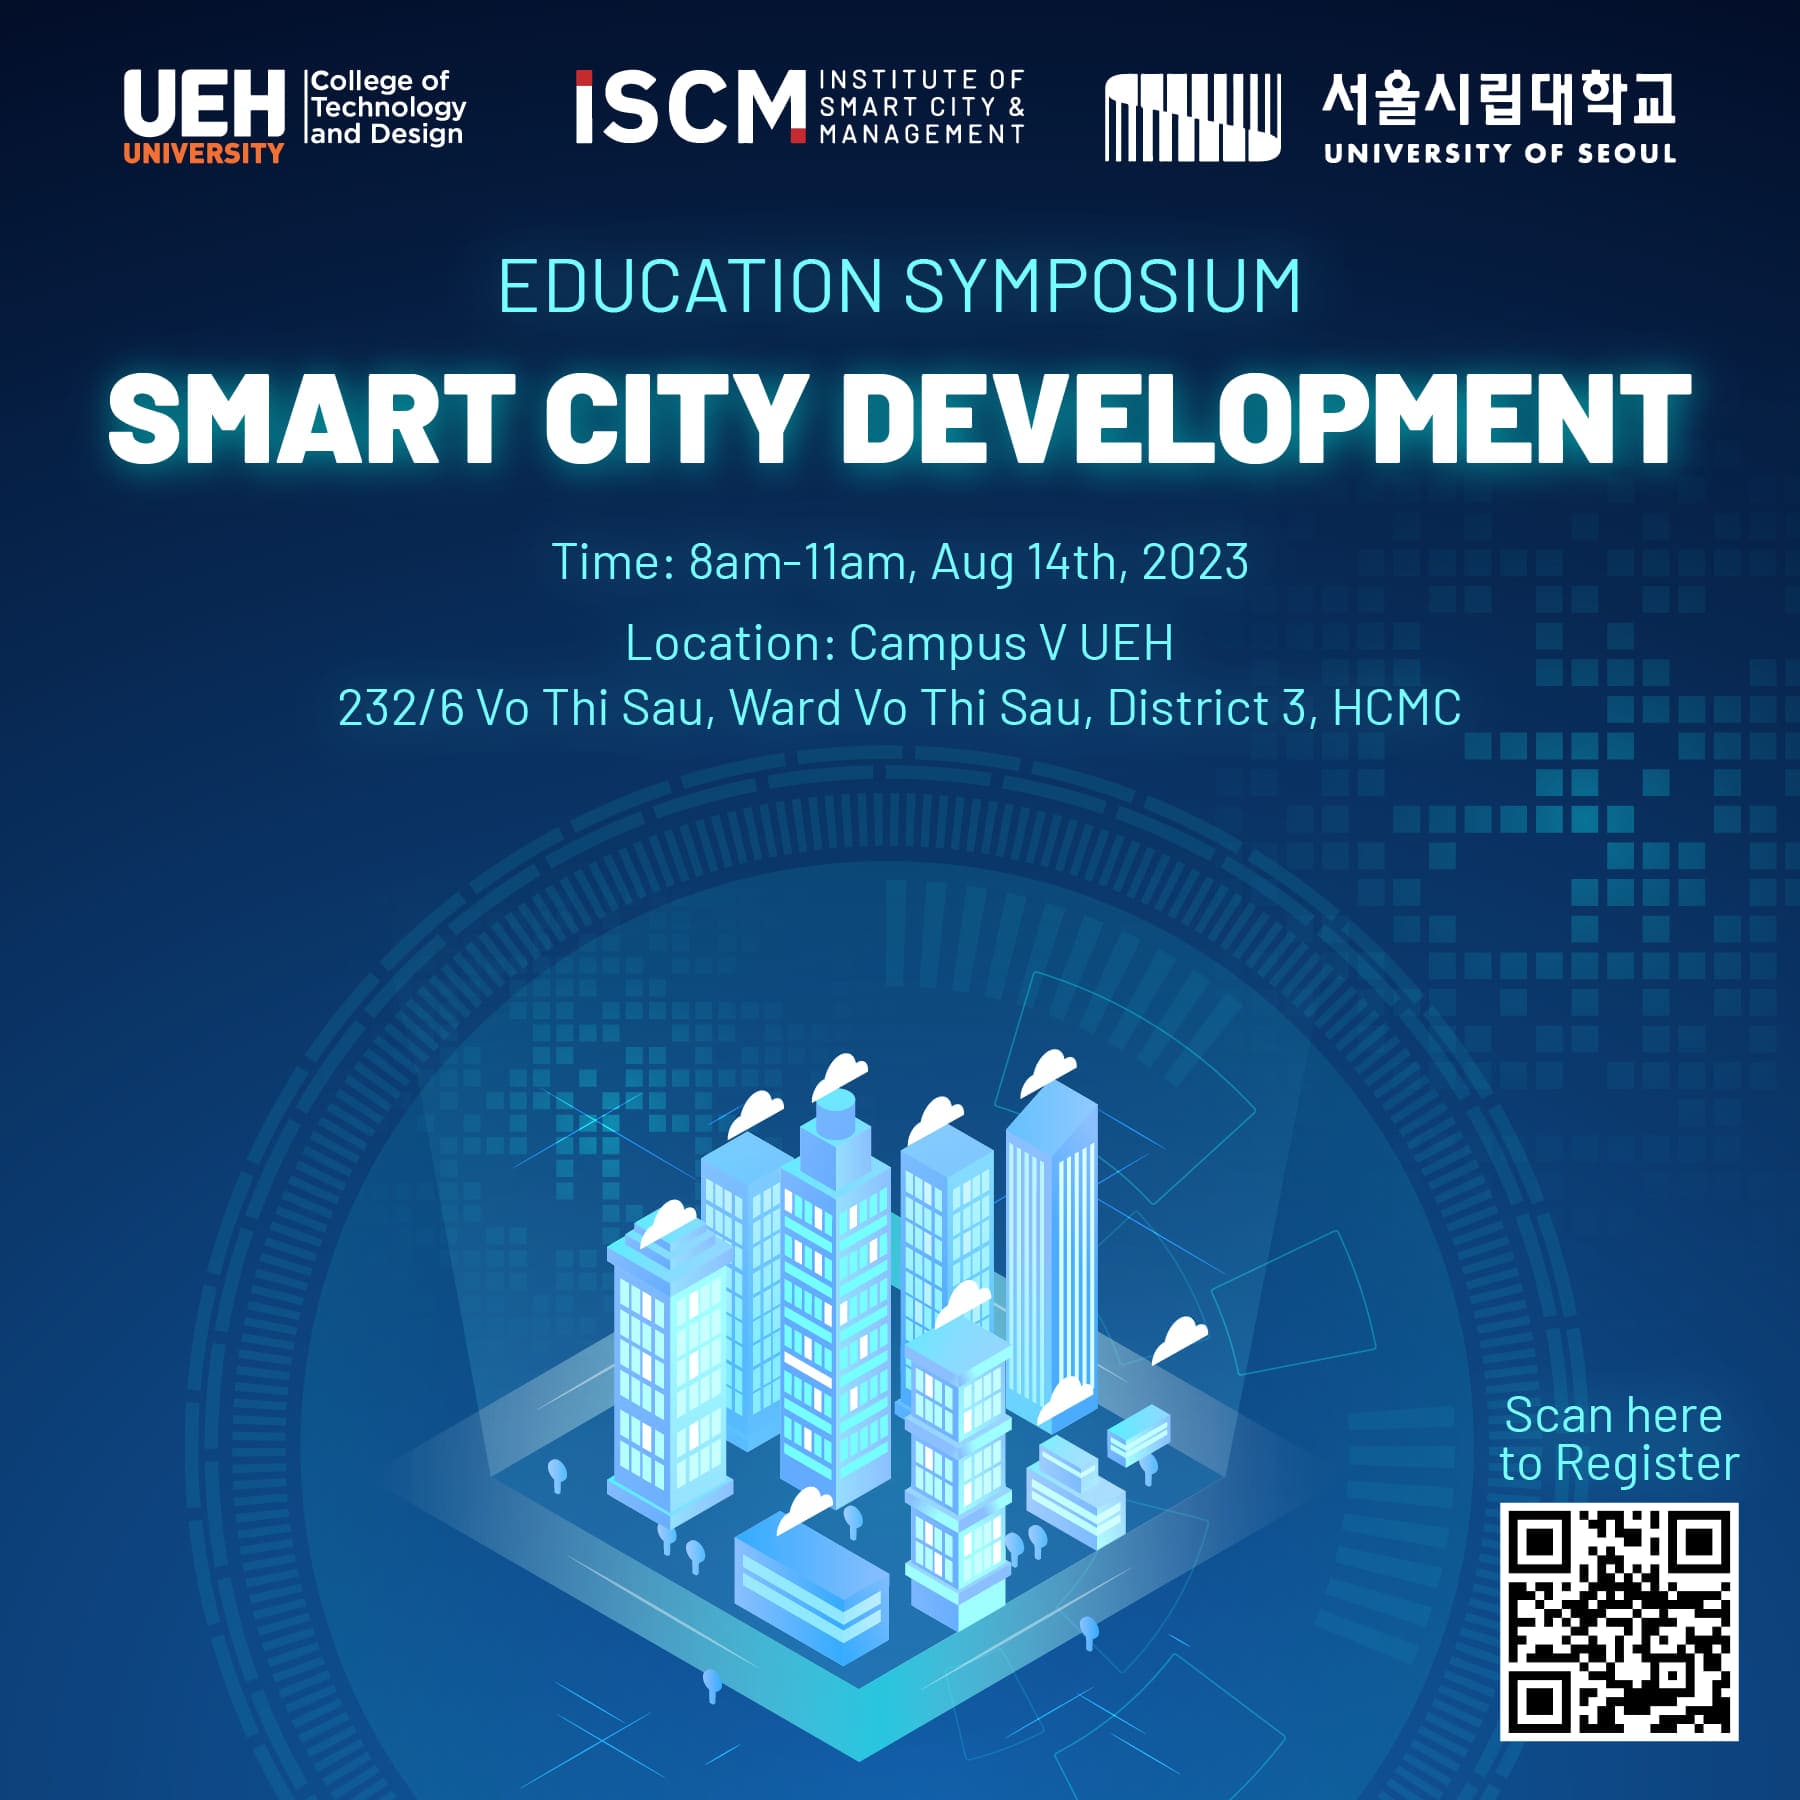 UEH
UNIVERSITY
College of
Technology
and Design
iSCM
INSTITUTE OF
SMART CITY &
MANAGEMENT
서울시립대학교
UNIVERSITY OF SEOUL
EDUCATION SYMPOSIUM
SMART CITY DEVELOPMENT
Time: 8am-11am, Aug 14th, 2023
Location: Campus V UEH
232/6 Vo Thi Sau, Ward Vo Thi Sau, District 3, HCMC
Scan here
to Register